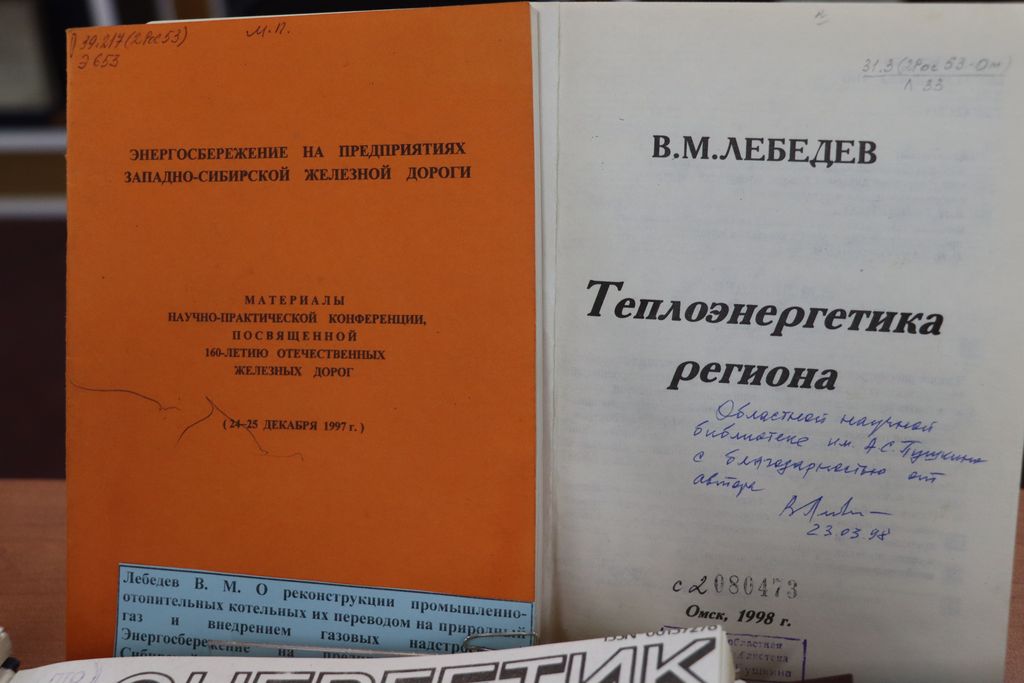 39.217(2Рос53)
Э 653
М.П.
ЭНЕРГОСБЕРЕЖЕНИЕ НА ПРЕДПРИЯТИЯХ
ЗАПАДНО-СИБИРСКОЙ ЖЕЛЕЗНОЙ ДОРОГИ
МАТЕРИАЛЫ
НАУЧНО-ПРАКТИЧЕСКОЙ КОНФЕРЕНЦИИ,
ПОСВЯЩЕННОЙ
160-ЛЕТИЮ ОТЕЧЕСТВЕННЫХ
ЖЕЛЕЗНЫХ ДОРОГ
( 24-25 ДЕКАБРЯ 1997 г. )
Лебедев В. М. О реконструкции промышленно-
отопительных котельных их переводом на природный
газ и внедрением газовых
на
31.3(2Рос53-Ом)
Л 33
В.М.ЛЕБЕДЕВ
Теплоэнергетика
региона
Областной научной
библиотеке им. А.С. Пушкина
с благодарностью от
автора
23.03.98
с2080473
Омск, 1998 г.